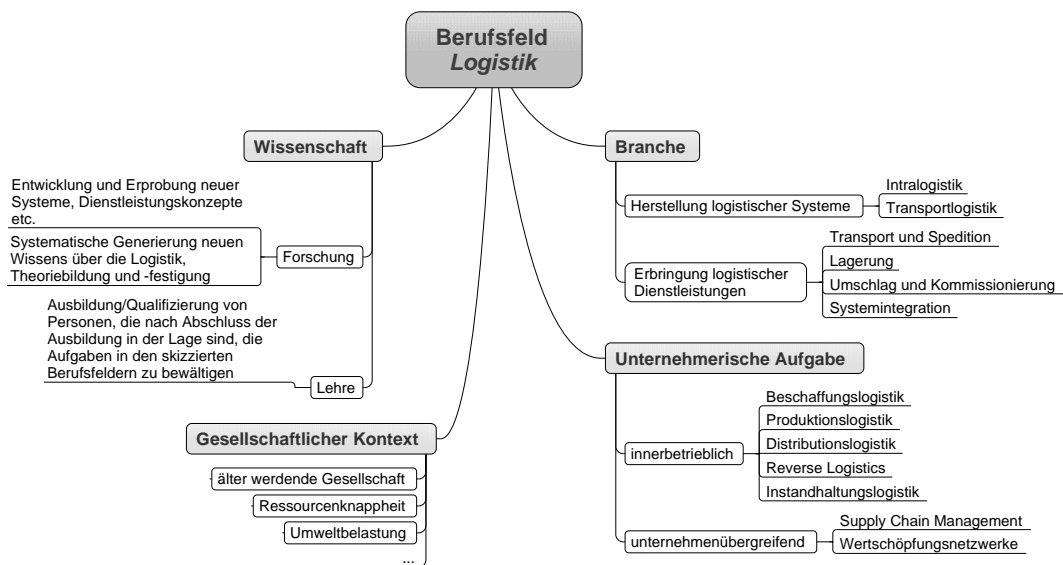 Berufsfeld
Logistik
Wissenschaft
Entwicklung und Erprobung neuer
Systeme, Dienstleistungskonzepte
etc.
Systematische Generierung neuen
Wissens über die Logistik,
Theoriebildung und -festigung
Forschung
Ausbildung/Qualifizierung von
Personen, die nach Abschluss der
Ausbildung in der Lage sind, die
Aufgaben in den skizzierten
Berufsfeldern zu bewältigen
Lehre
Gesellschaftlicher Kontext
älter werdende Gesellschaft
Ressourcenknappheit
Umweltbelastung
...
Branche
Herstellung logistischer Systeme
Intralogistik
Transportlogistik
Erbringung logistischer
Dienstleistungen
Transport und Spedition
Lagerung
Umschlag und Kommissionierung
Systemintegration
Unternehmerische Aufgabe
innerbetrieblich
Beschaffungslogistik
Produktionslogistik
Distributionslogistik
Reverse Logistics
Instandhaltungslogistik
unternehmenübergreifend
Supply Chain Management
Wertschöpfungsnetzwerke